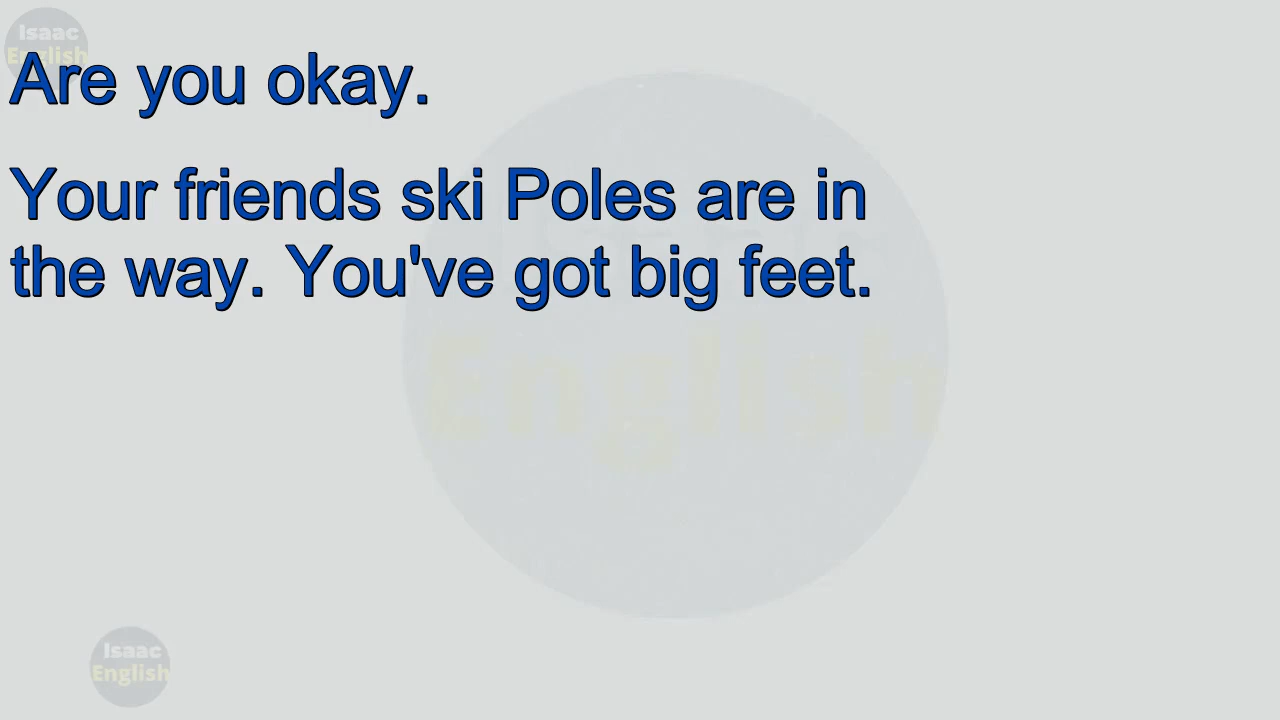 Isaac
English
Are you okay.
Your friends ski Poles are in
the way. You've got big feet.
English
Isaac
English